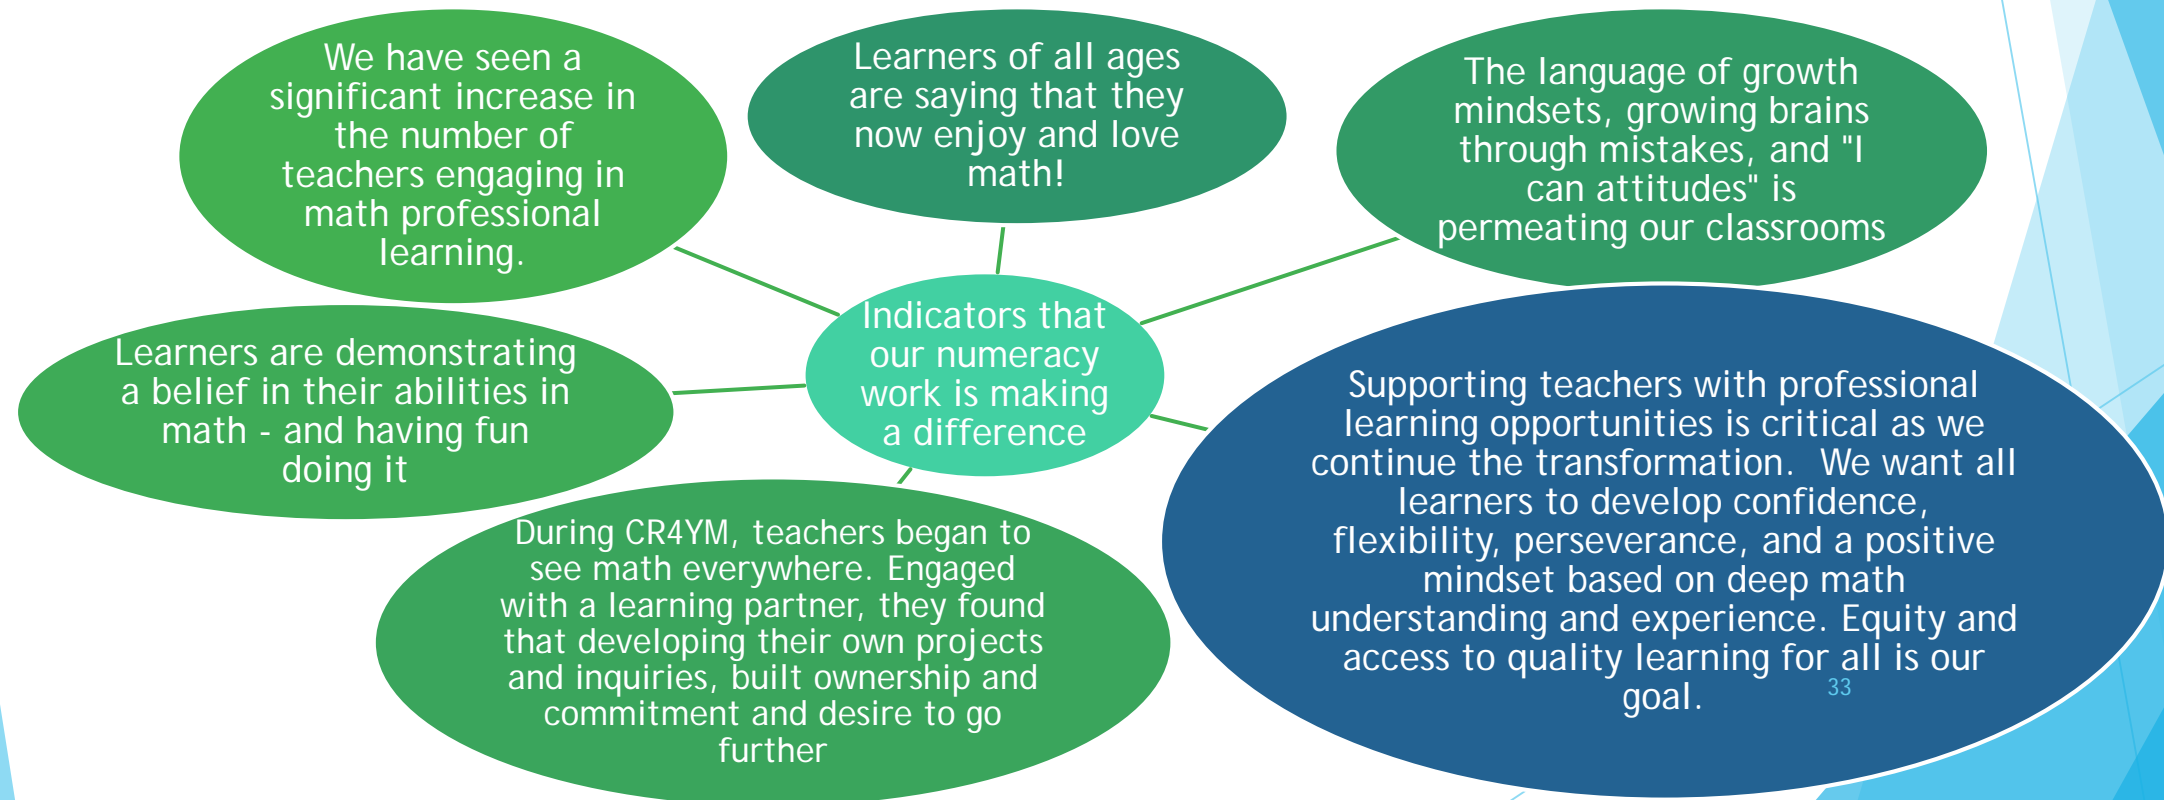 We have seen a
significant increase in
the number of
teachers engaging in
math professional
learning.
Learners of all ages
are saying that they
now enjoy and love
math!
The language of growth
mindsets, growing brains
through mistakes, and "I
can attitudes" is
permeating our classrooms
Indicators that
our numeracy
work is making
a difference
Learners are demonstrating
a belief in their abilities in
math - and having fun
doing it
Supporting teachers with professional
learning opportunities is critical as we
continue the transformation.  We want all
learners to develop confidence,
flexibility, perseverance, and a positive
mindset based on deep math
understanding and experience. Equity and
access to quality learning for all is our
goal.
33
During CR4YM, teachers began to
see math everywhere. Engaged
with a learning partner, they found
that developing their own projects
and inquiries, built ownership and
commitment and desire to go
further